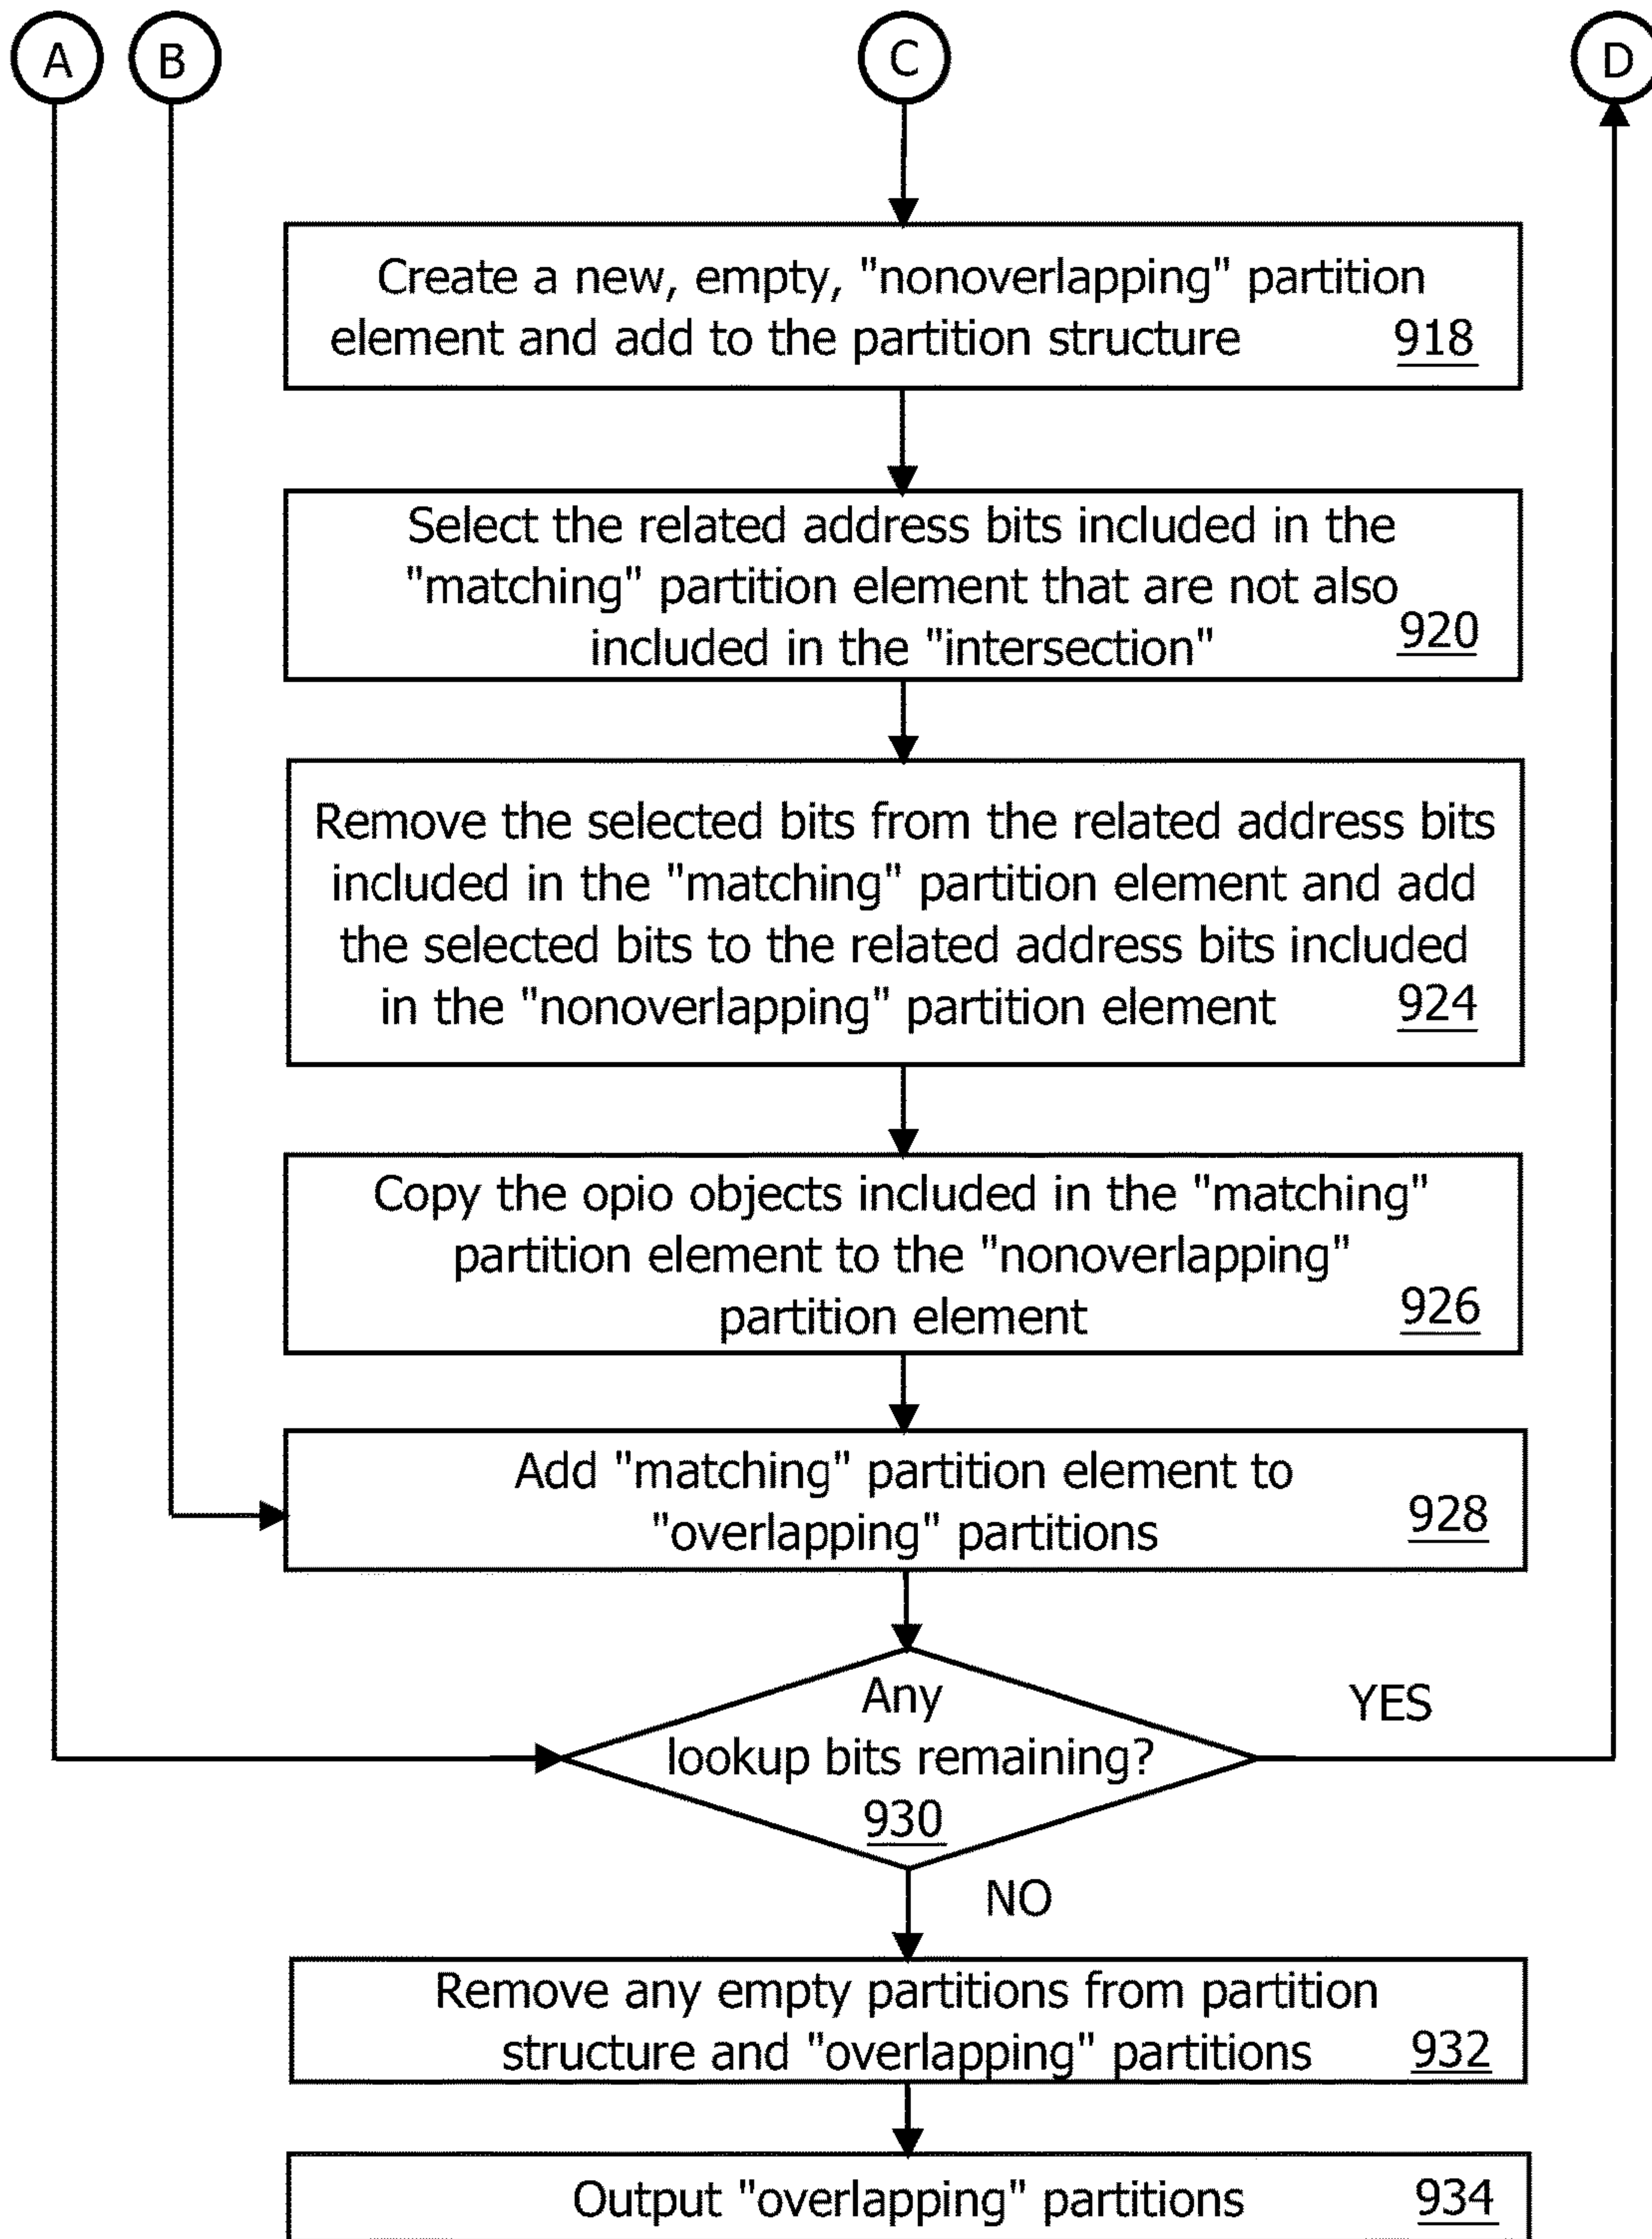 A B C D
Create a new, empty, "nonoverlapping" partition
element and add to the partition structure 918
Select the related address bits included in the
"matching" partition element that are not also
included in the "intersection" 920
Remove the selected bits from the related address bits
included in the "matching" partition element and add
the selected bits to the related address bits included
in the "nonoverlapping" partition element 924
Copy the opio objects included in the "matching"
partition element to the "nonoverlapping"
partition element 926
Add "matching" partition element to
"overlapping" partitions 928
Any
lookup bits remaining?
930
YES
NO
Remove any empty partitions from partition
structure and "overlapping" partitions 932
Output "overlapping" partitions 934